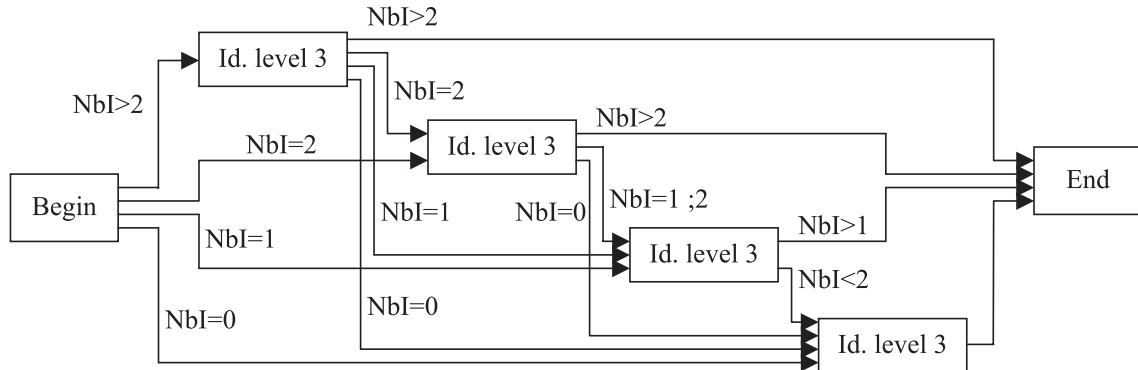 NbI>2
Id. level 3
NbI>2
NbI=2
NbI>2
NbI=2
Id. level 3
Begin
End
NbI=1
NbI=0
NbI=1 ;2
NbI=1
NbI>1
Id. level 3
NbI<2
NbI=0
NbI=0
Id. level 3